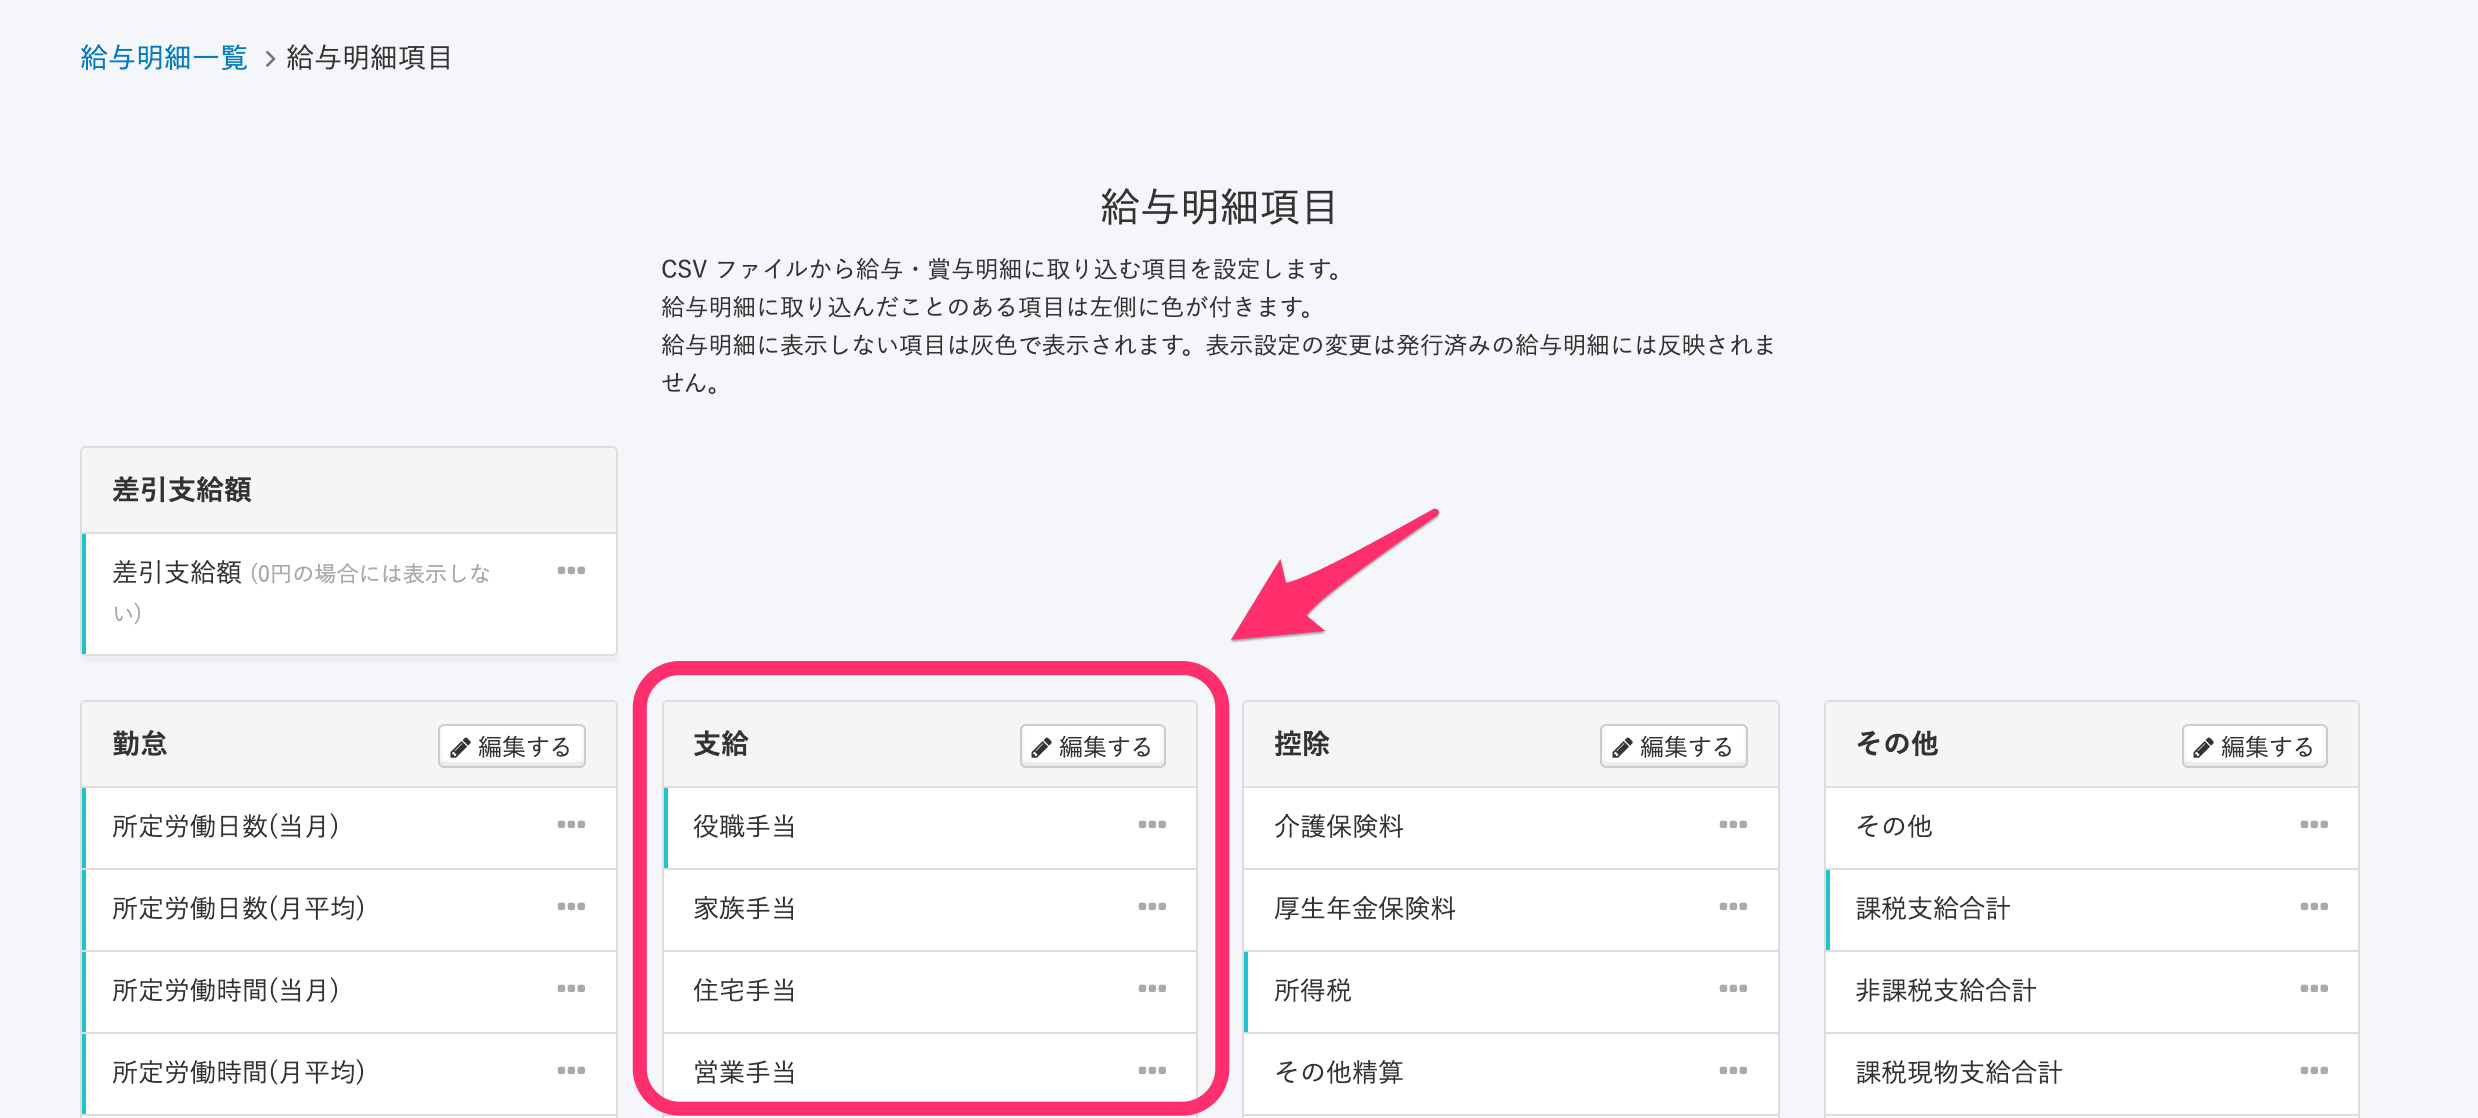 給与明細一覧 > 給与明細項目
給与明細項目
CSV ファイルから給与・賞与明細に取り込む項目を設定します。
給与明細に取り込んだことのある項目は左側に色が付きます。
給与明細に表示しない項目は灰色で表示されます。表示設定の変更は発行済みの給与明細には反映されま
せん。
差引支給額
差引支給額 (0円の場合には表示しな
い)
勤怠
編集する
所定労働日数(当月)
所定労働日数(月平均)
所定労働時間(当月)
所定労働時間(月平均)
支給
編集する
役職手当
家族手当
住宅手当
営業手当
控除
編集する
介護保険料
厚生年金保険料
所得税
その他精算
その他
編集する
その他
課税支給合計
非課税支給合計
課税現物支給合計